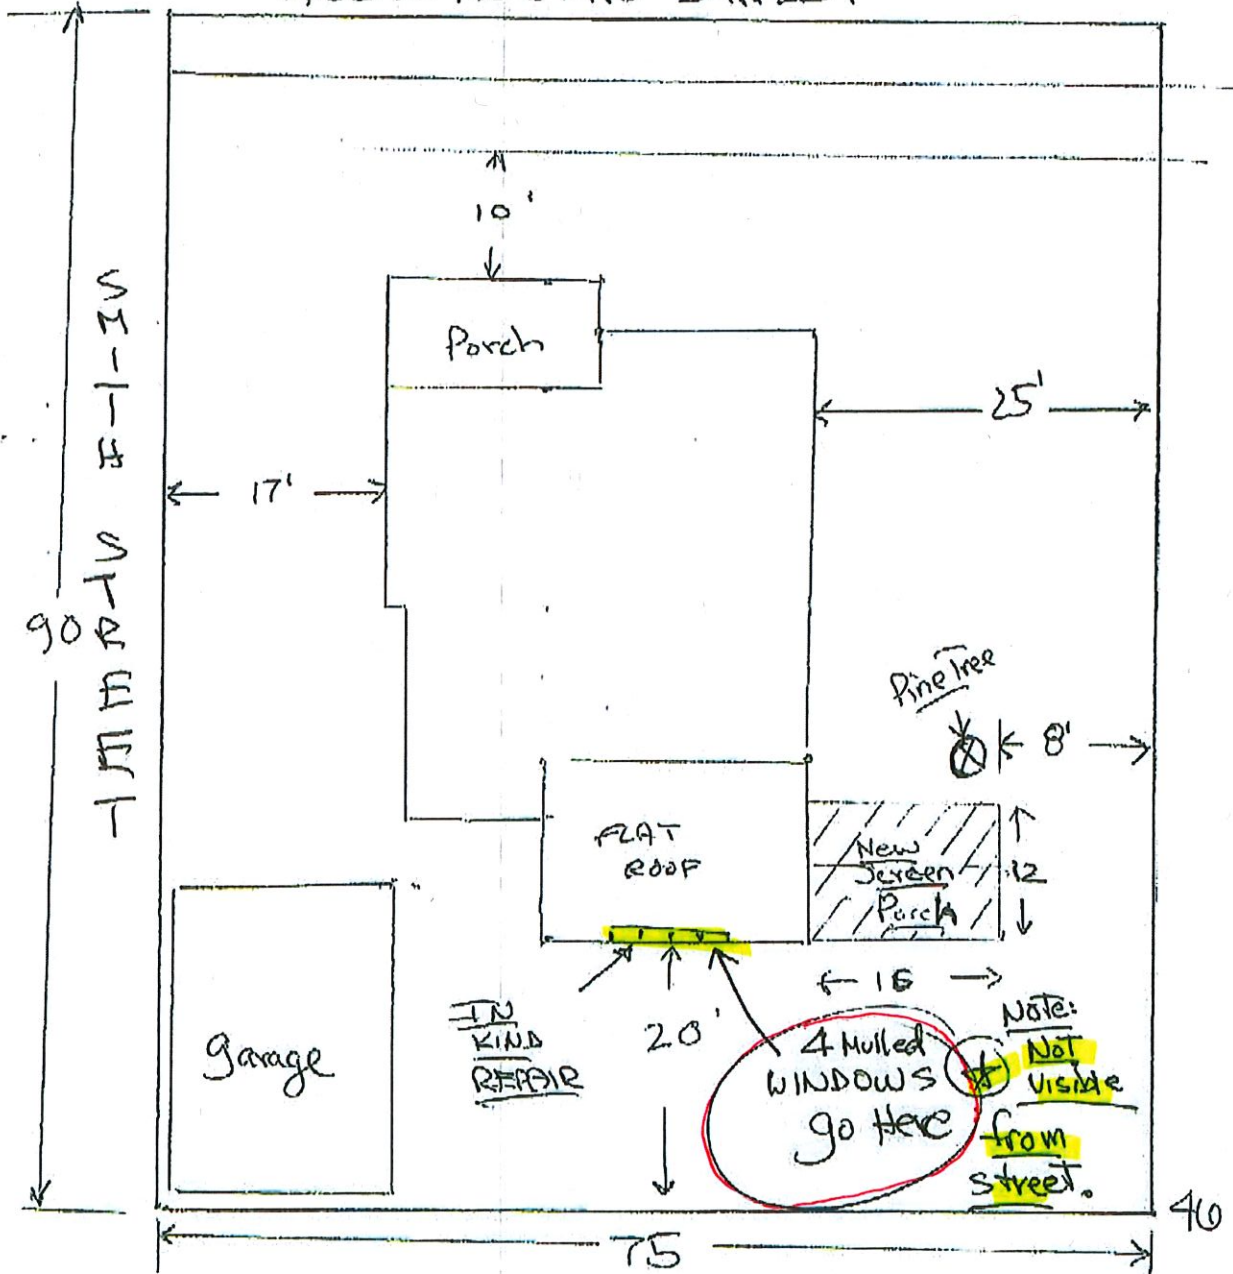 10'
Porch
25'
17'
SMITH STREET
90
Pine Tree
8'
FLAT
ROOF
New
Screen
Porch
12
16
IN
KIND
REPAIR
20'
4 Mulled
WINDOWS
go Here
Note:
Not
Visible
from
street.
garage
75